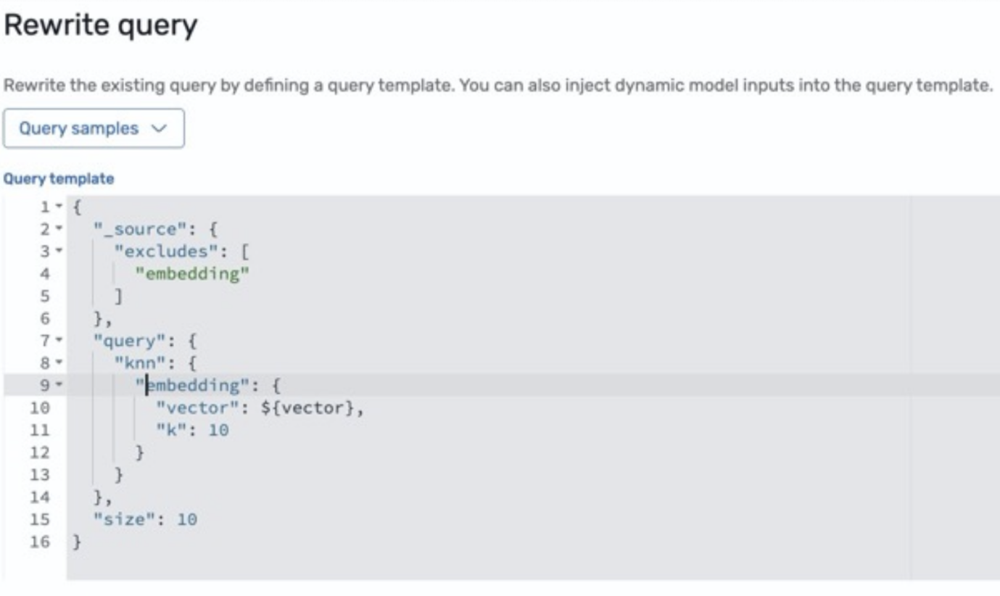 Rewrite query
Rewrite the existing query by defining a query template. You can also inject dynamic model inputs into the query template.
Query samples
Query template
1 {
2   "_source": {
3     "excludes": [
4       "embedding"
5     ]
6   },
7   "query": {
8     "knn": {
9       "embedding": {
10         "vector": ${vector},
11         "k": 10
12       }
13     }
14   },
15   "size": 10
16 }